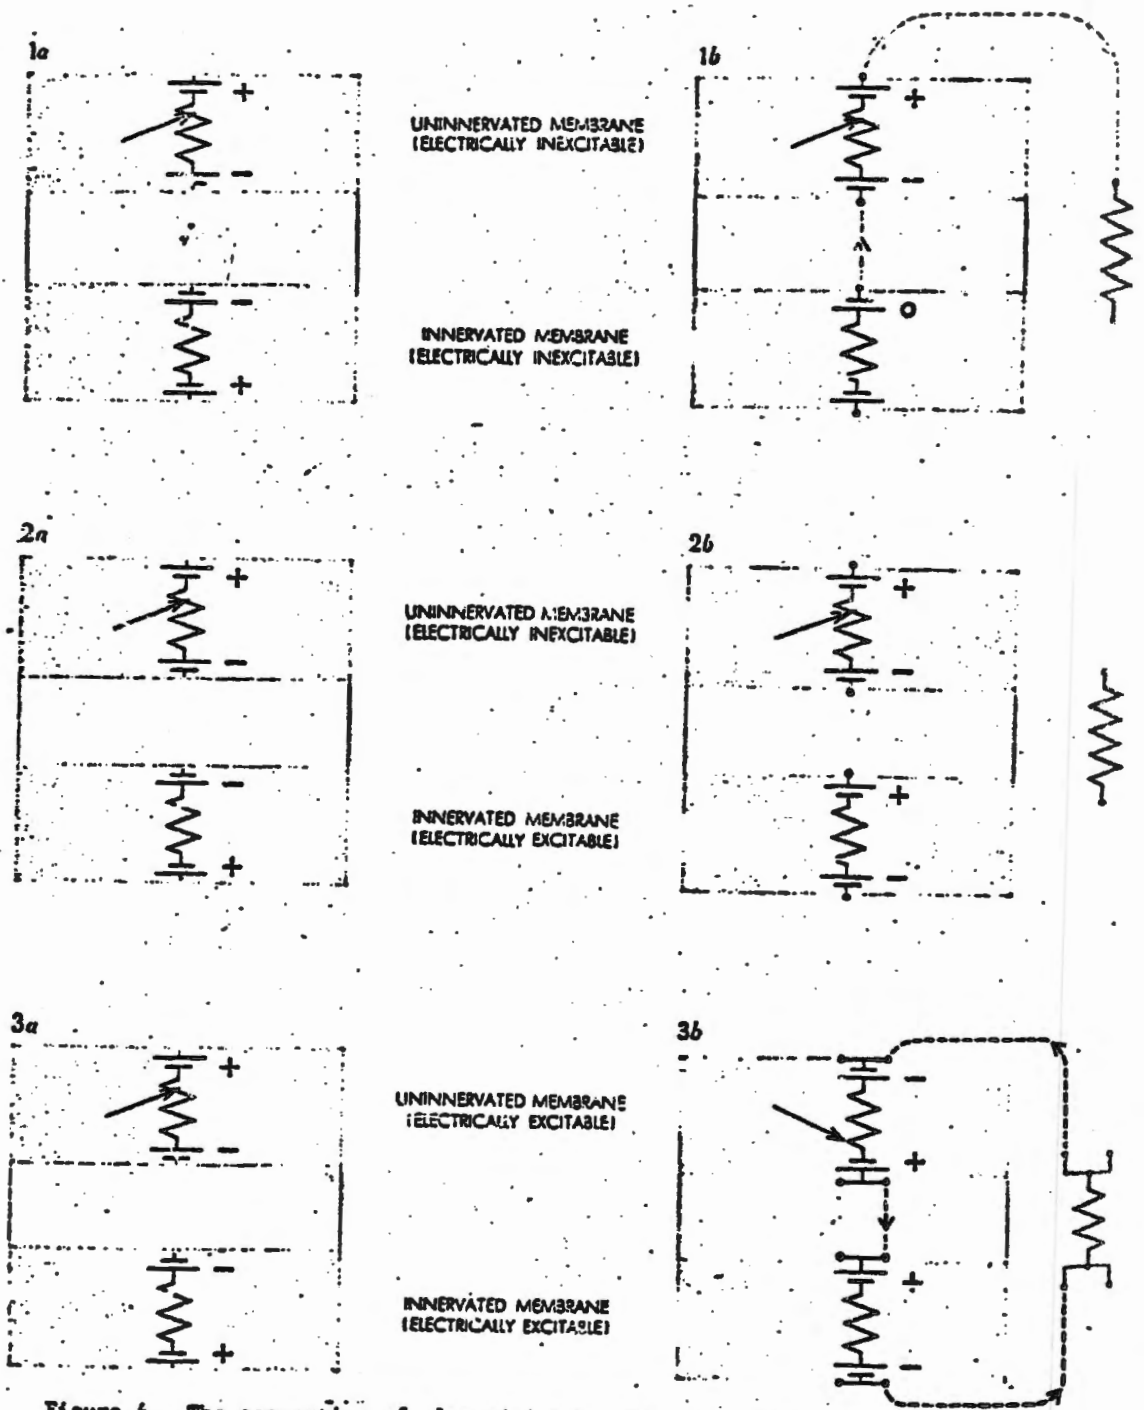 1a
1b
+
+
UNINNERVATED MEMBRANE
(ELECTRICALLY INEXCITABLE)
-
-
-
o
INNERVATED MEMBRANE
(ELECTRICALLY INEXCITABLE)
+
2a
2b
+
+
UNINNERVATED MEMBRANE
(ELECTRICALLY INEXCITABLE)
-
-
-
+
INNERVATED MEMBRANE
(ELECTRICALLY EXCITABLE)
+
-
3a
3b
+
-
UNINNERVATED MEMBRANE
(ELECTRICALLY EXCITABLE)
-
+
-
+
INNERVATED MEMBRANE
(ELECTRICALLY EXCITABLE)
+
-